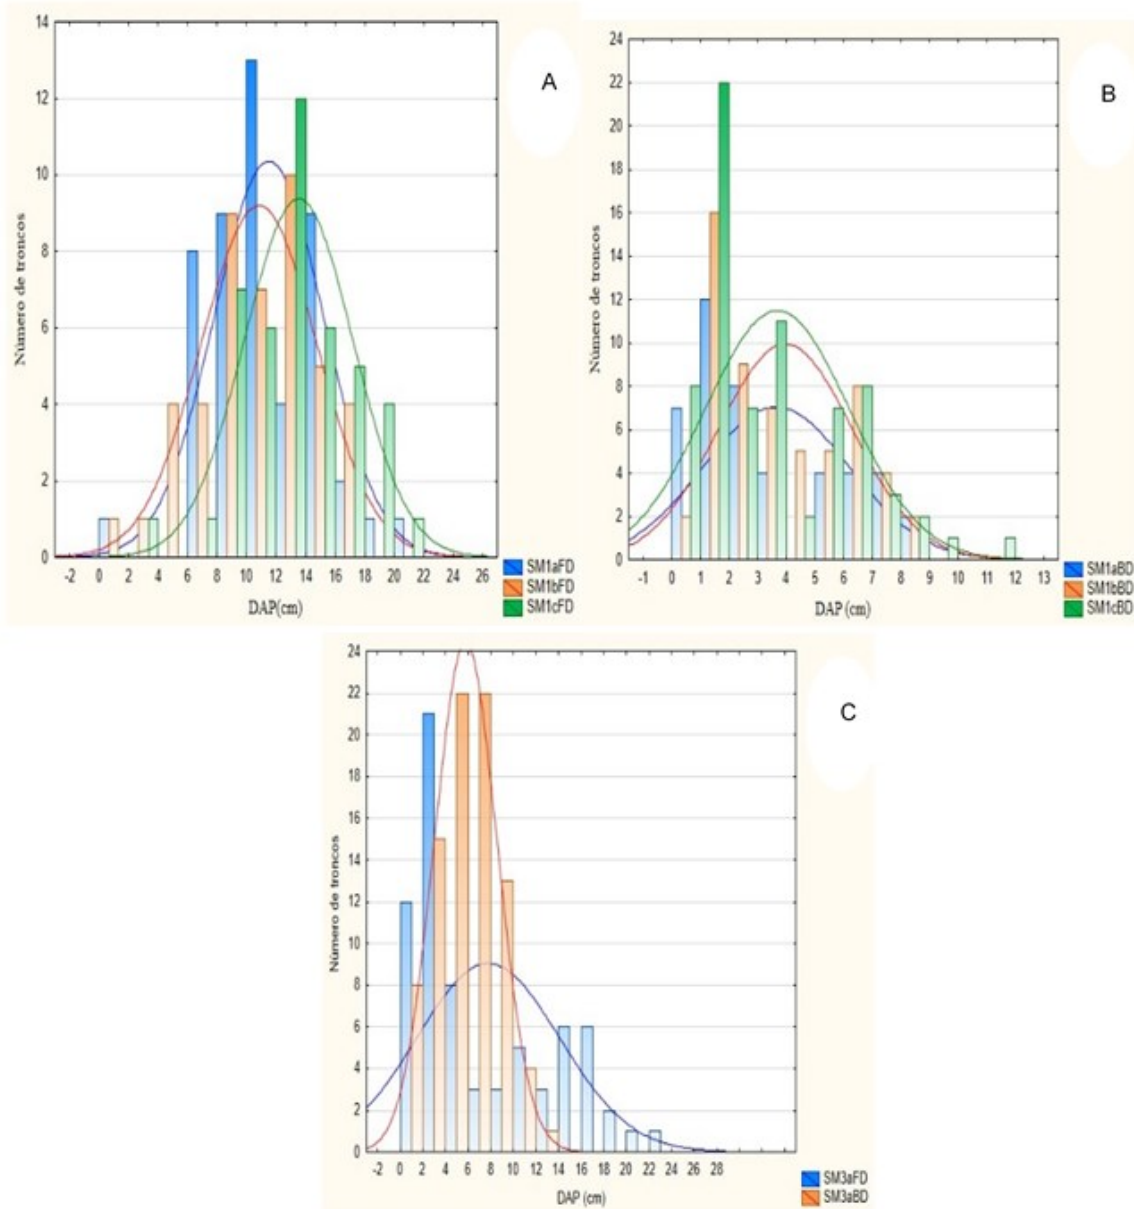 A
Número de troncos
14
12
10
8
6
4
2
0
-2 0 2 4 6 8 10 12 14 16 18 20 22 24 26
DAP(cm)
SM1aFD
SM1bFD
SM1cFD
B
Número de troncos
24
22
20
18
16
14
12
10
8
6
4
2
0
-1 0 1 2 3 4 5 6 7 8 9 10 11 12 13
DAP (cm)
SM1aBD
SM1bBD
SM1cBD
C
Número de troncos
24
22
20
18
16
14
12
10
8
6
4
2
0
-2 0 2 4 6 8 10 12 14 16 18 20 22 24 26 28
DAP (cm)
SM3aFD
SM3aBD